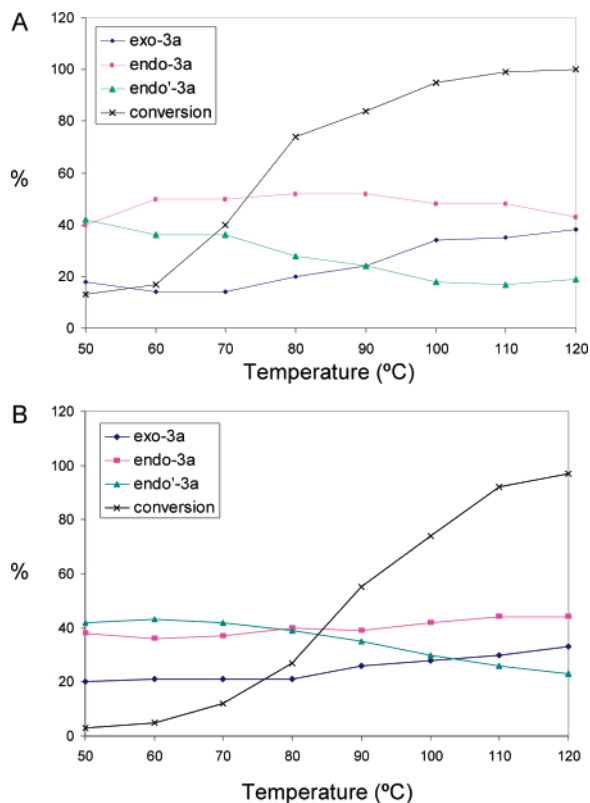 A
120
100
80
60
40
20
0
%
exo-3a
endo-3a
endo'-3a
conversion
50 60 70 80 90 100 110 120
Temperature (ºC)
B
120
100
80
60
40
20
0
%
exo-3a
endo-3a
endo'-3a
conversion
50 60 70 80 90 100 110 120
Temperature (ºC)